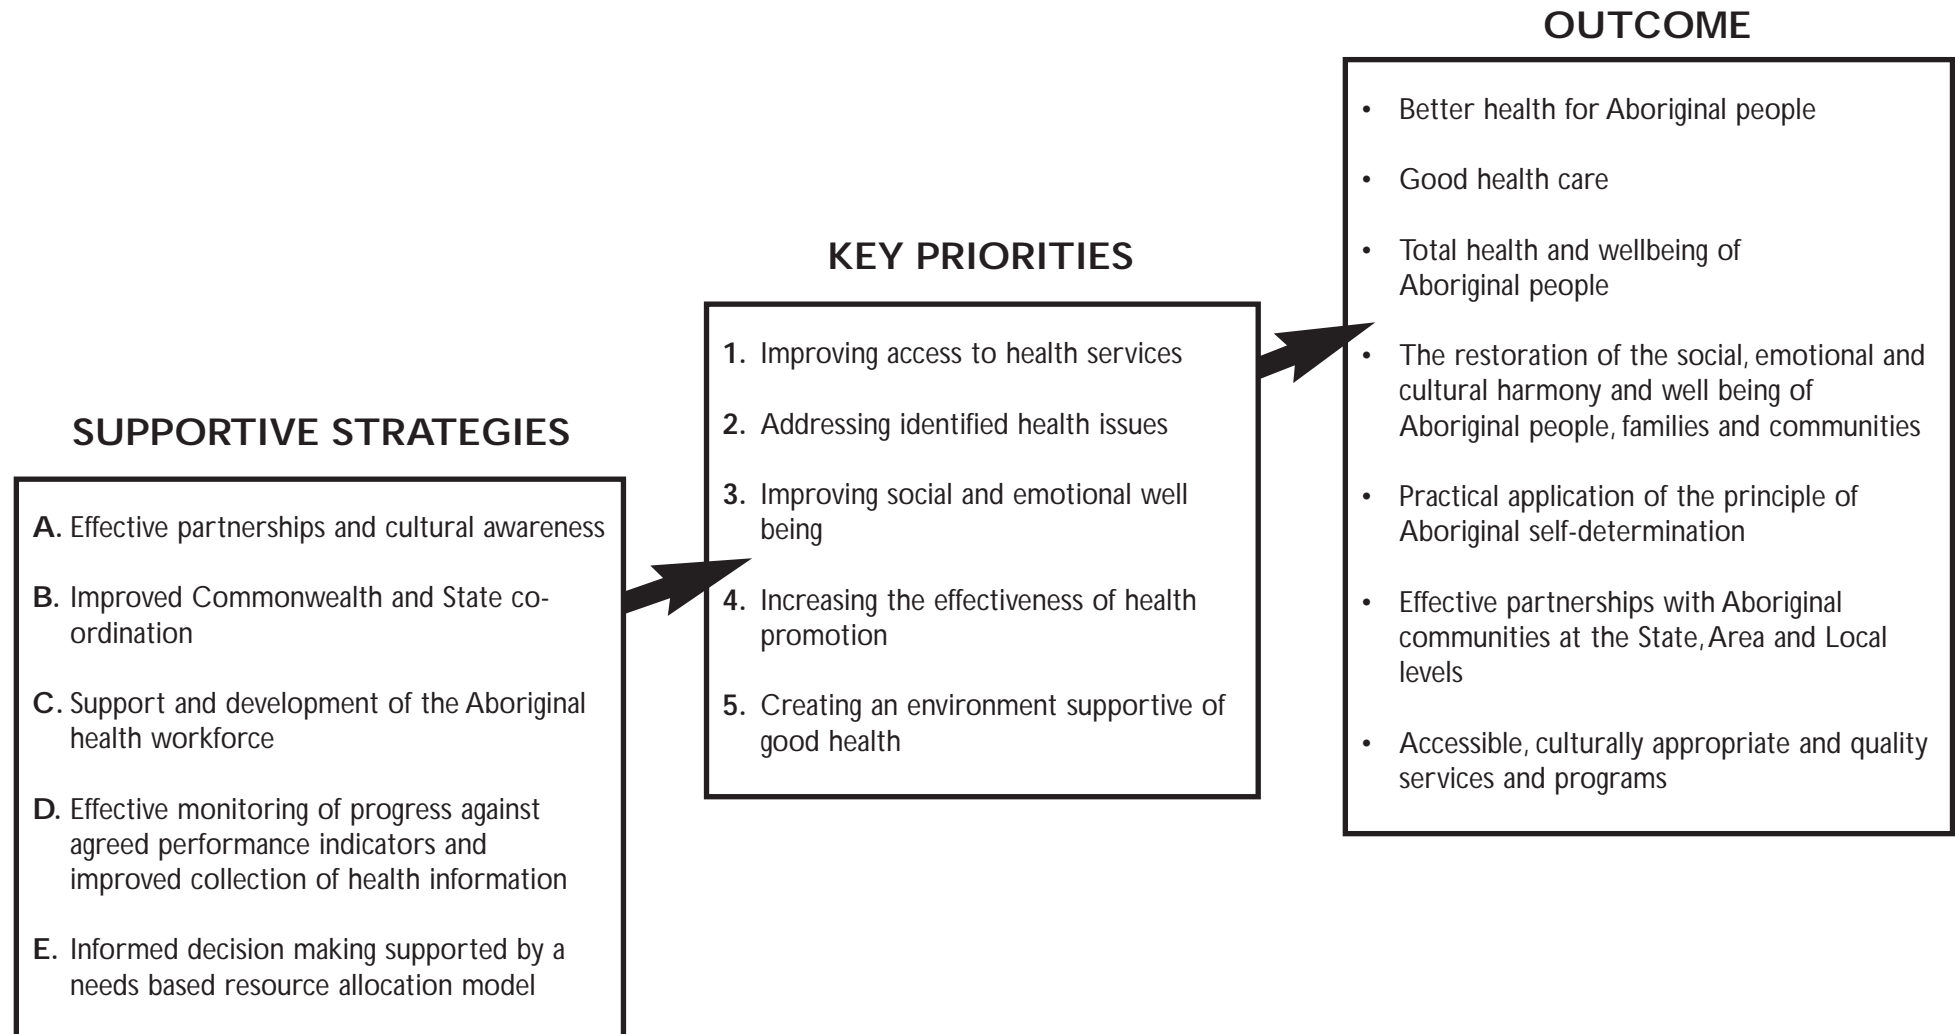 SUPPORTIVE STRATEGIES
A. Effective partnerships and cultural awareness
B. Improved Commonwealth and State co-
ordination
C. Support and development of the Aboriginal
health workforce
D. Effective monitoring of progress against
agreed performance indicators and
improved collection of health information
E. Informed decision making supported by a
needs based resource allocation model
KEY PRIORITIES
1. Improving access to health services
2. Addressing identified health issues
3. Improving social and emotional well
being
4. Increasing the effectiveness of health
promotion
5. Creating an environment supportive of
good health
OUTCOME
• Better health for Aboriginal people
• Good health care
• Total health and wellbeing of
Aboriginal people
• The restoration of the social, emotional and
cultural harmony and well being of
Aboriginal people, families and communities
• Practical application of the principle of
Aboriginal self-determination
• Effective partnerships with Aboriginal
communities at the State, Area and Local
levels
• Accessible, culturally appropriate and quality
services and programs